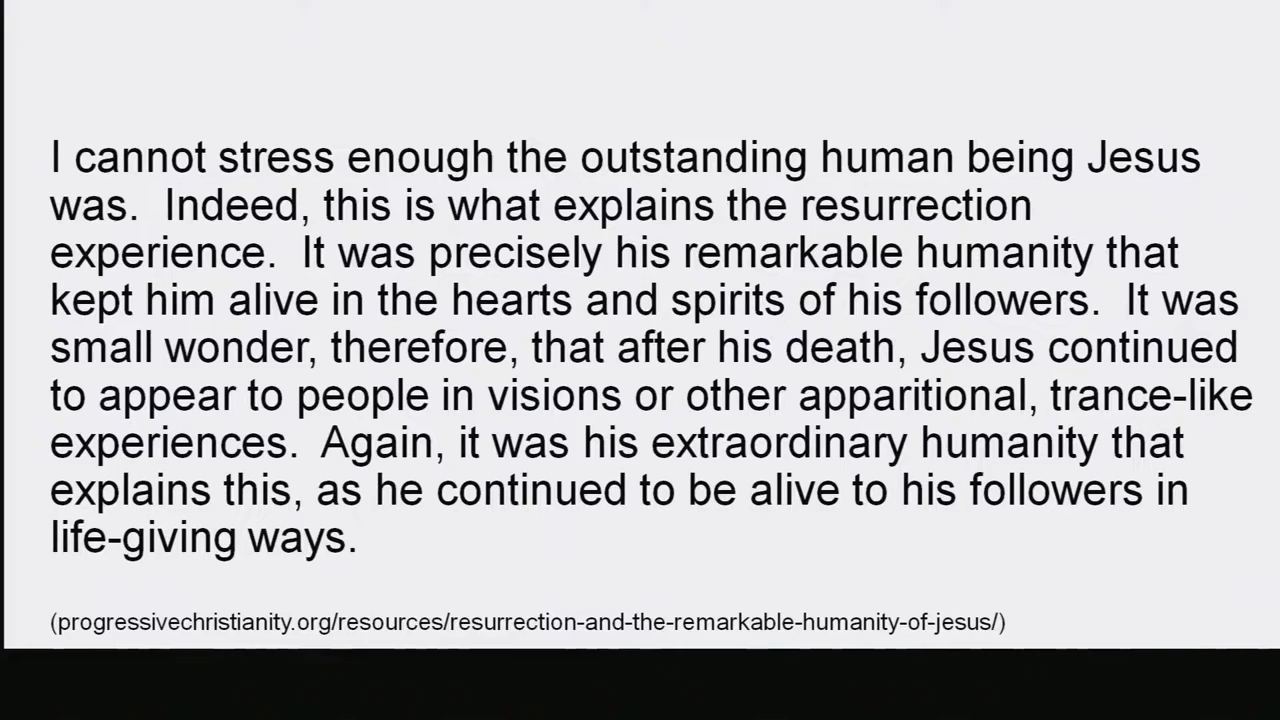 I cannot stress enough the outstanding human being Jesus
was.  Indeed, this is what explains the resurrection
experience.  It was precisely his remarkable humanity that
kept him alive in the hearts and spirits of his followers.  It was
small wonder, therefore, that after his death, Jesus continued
to appear to people in visions or other apparitional, trance-like
experiences.  Again, it was his extraordinary humanity that
explains this, as he continued to be alive to his followers in
life-giving ways.
(progressivechristianity.org/resources/resurrection-and-the-remarkable-humanity-of-jesus/)